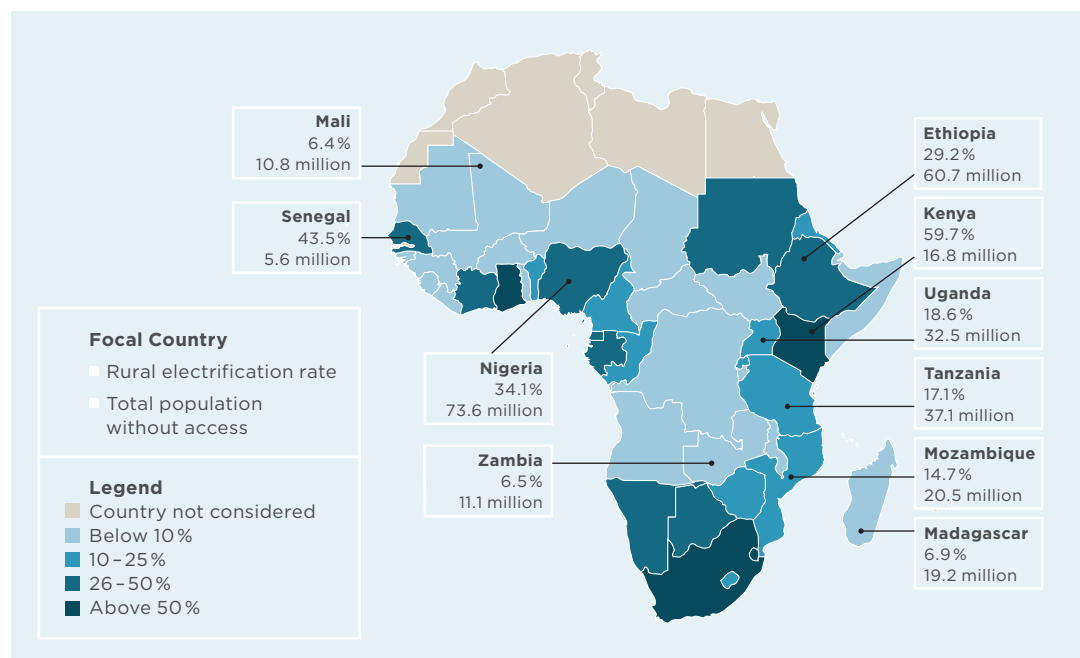 Mali
6.4%
10.8 million
Senegal
43.5%
5.6 million
Focal Country
Rural electrification rate
Total population
without access
Legend
Country not considered
Below 10%
10–25%
26–50%
Above 50%
Nigeria
34.1%
73.6 million
Zambia
6.5%
11.1 million
Ethiopia
29.2%
60.7 million
Kenya
59.7%
16.8 million
Uganda
18.6%
32.5 million
Tanzania
17.1%
37.1 million
Mozambique
14.7%
20.5 million
Madagascar
6.9%
19.2 million